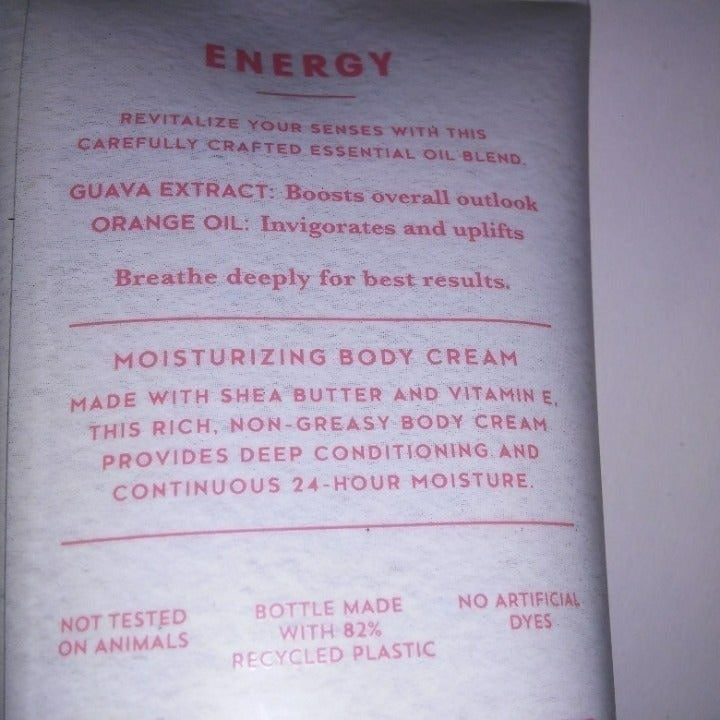 ENERGY
REVITALIZE YOUR SENSES WITH THIS
CAREFULLY CRAFTED ESSENTIAL OIL BLEND.
GUAVA EXTRACT: Boosts overall outlook
ORANGE OIL: Invigorates and uplifts
Breathe deeply for best results.
MOISTURIZING BODY CREAM
MADE WITH SHEA BUTTER AND VITAMIN E,
THIS RICH, NON-GREASY BODY CREAM
PROVIDES DEEP CONDITIONING AND
CONTINUOUS 24-HOUR MOISTURE.
NOT TESTED
ON ANIMALS
BOTTLE MADE
WITH 82%
RECYCLED PLASTIC
NO ARTIFICIAL
DYES